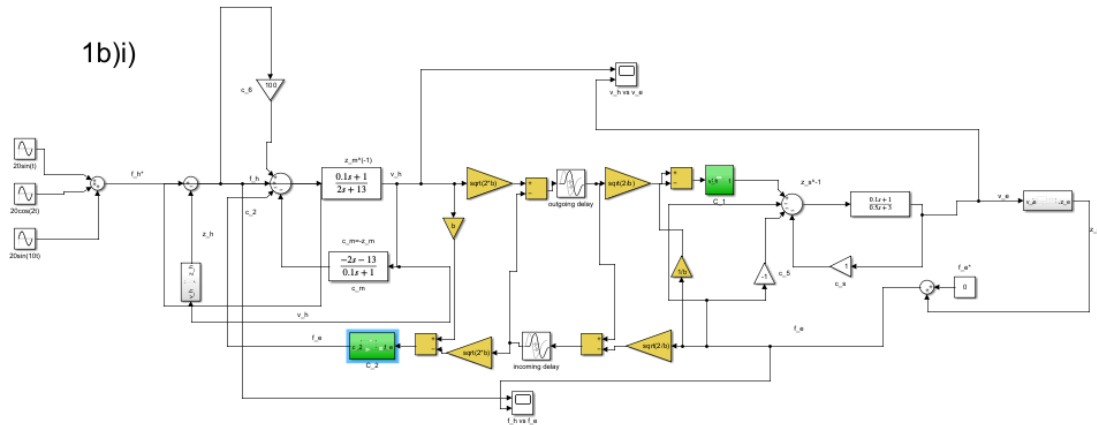 1b)i)
100
c_6
v_h vs v_e
20sin(t)
20cos(2t)
20sin(10t)
f_h*
f_h
c_2
z_h
z_m^(-1)
0.1s + 1
2s + 13
v_h
sqrt(2*b)
outgoing delay
sqrt(2/b)
C_1
z_s^-1
0.1s + 1
0.5s + 3
v_e
b
c_m=-z_m
-2s - 13
0.1s + 1
c_m
1/b
-1
c_5
1
c_s
f_e*
0
v_h
f_e
C_2
sqrt(2*b)
incoming delay
sqrt(2/b)
f_e
f_h vs f_e